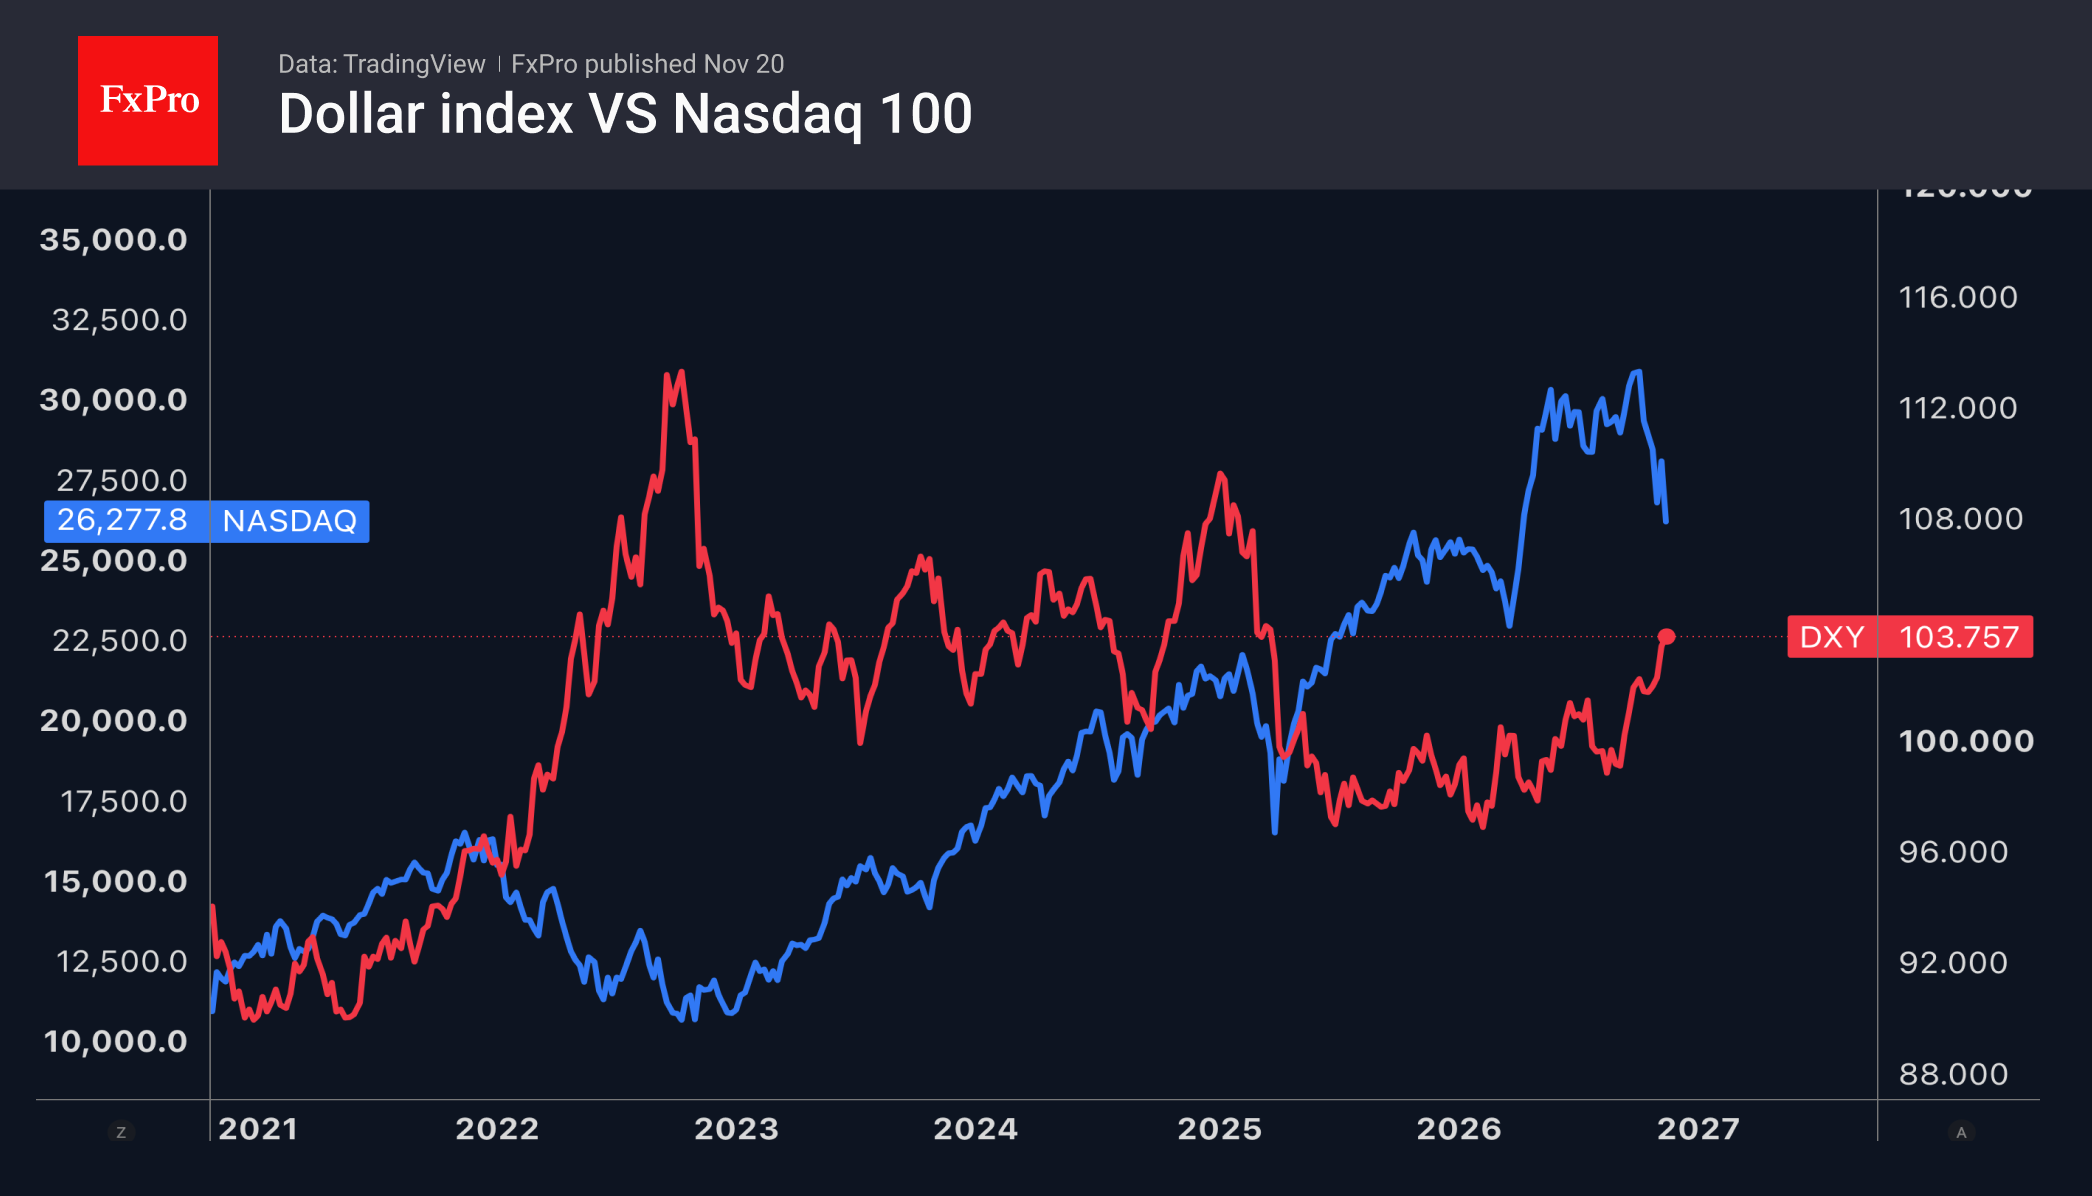 FxPro
Data: TradingView | FxPro published Nov 20
Dollar index VS Nasdaq 100
35,000.0
32,500.0
30,000.0
27,500.0
26,277.8 NASDAQ
25,000.0
22,500.0
20,000.0
17,500.0
15,000.0
12,500.0
10,000.0
120.000
116.000
112.000
108.000
DXY 103.757
100.000
96.000
92.000
88.000
2021 2022 2023 2024 2025 2026 2027
Z A